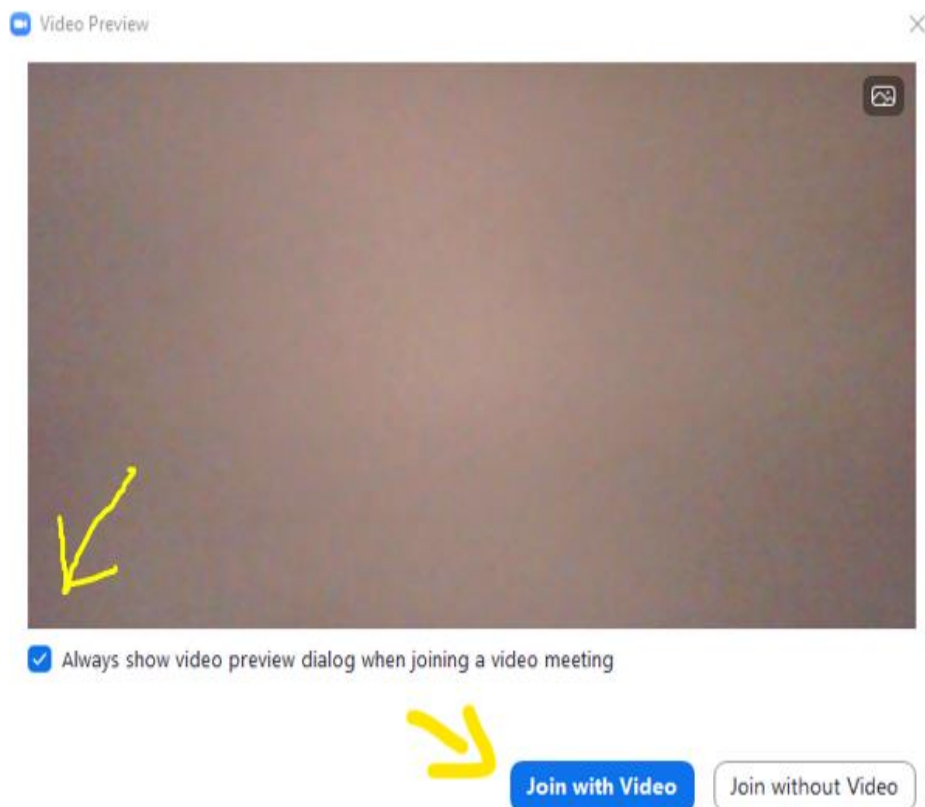 Video Preview
Always show video preview dialog when joining a video meeting
Join with Video
Join without Video